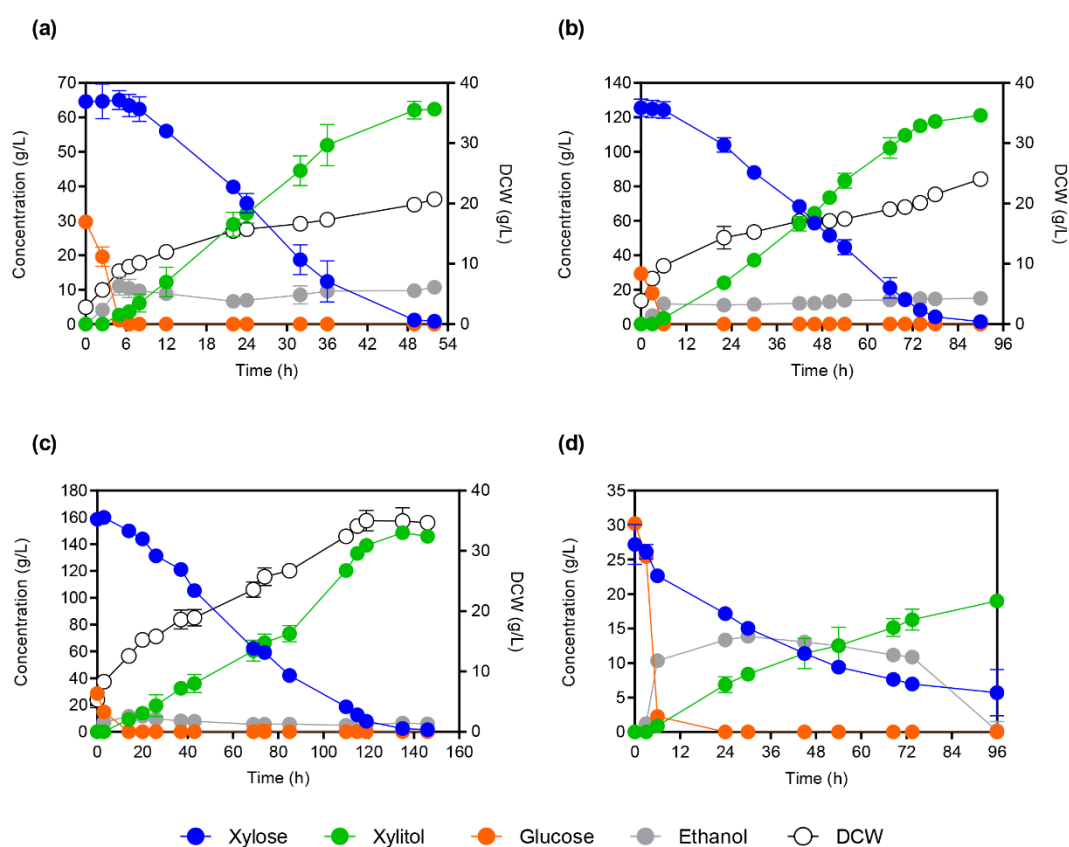 (a)
70
60
50
40
30
20
10
0
Concentration (g/L)
40
30
20
10
0
DCW (g/L)
0 6 12 18 24 30 36 42 48 54
Time (h)
(b)
140
120
100
80
60
40
20
0
Concentration (g/L)
40
30
20
10
0
DCW (g/L)
0 12 24 36 48 60 72 84 96 108
Time (h)
(c)
180
160
140
120
100
80
60
40
20
0
Concentration (g/L)
40
30
20
10
0
DCW (g/L)
0 20 40 60 80 100 120 140 160
Time (h)
(d)
35
30
25
20
15
10
5
0
Concentration (g/L)
0 12 24 36 48 60 72 84 96
Time (h)
Xylose Xylitol Glucose Ethanol DCW